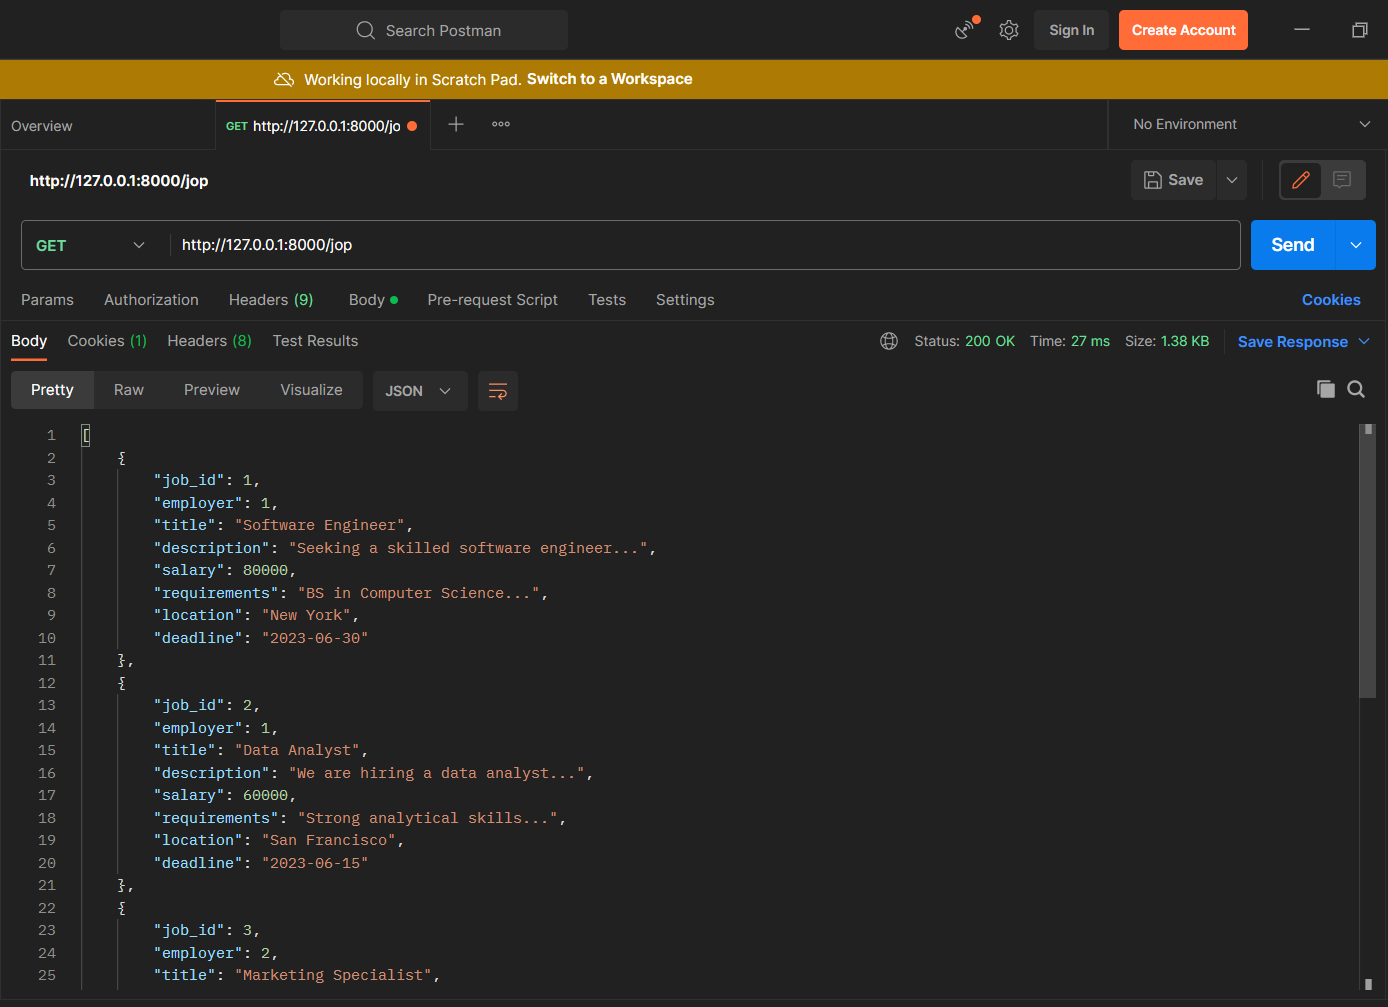 Search Postman
Sign In
Create Account
Working locally in Scratch Pad. Switch to a Workspace
Overview
GET http://127.0.0.1:8000/jo
No Environment
http://127.0.0.1:8000/jop
Save
GET http://127.0.0.1:8000/jop
Send
Params Authorization Headers (9) Body Pre-request Script Tests Settings Cookies
Body Cookies (1) Headers (8) Test Results Status: 200 OK Time: 27 ms Size: 1.38 KB Save Response
Pretty Raw Preview Visualize JSON
1 [
2 {
3 "job_id": 1,
4 "employer": 1,
5 "title": "Software Engineer",
6 "description": "Seeking a skilled software engineer...",
7 "salary": 80000,
8 "requirements": "BS in Computer Science...",
9 "location": "New York",
10 "deadline": "2023-06-30"
11 },
12 {
13 "job_id": 2,
14 "employer": 1,
15 "title": "Data Analyst",
16 "description": "We are hiring a data analyst...",
17 "salary": 60000,
18 "requirements": "Strong analytical skills...",
19 "location": "San Francisco",
20 "deadline": "2023-06-15"
21 },
22 {
23 "job_id": 3,
24 "employer": 2,
25 "title": "Marketing Specialist",